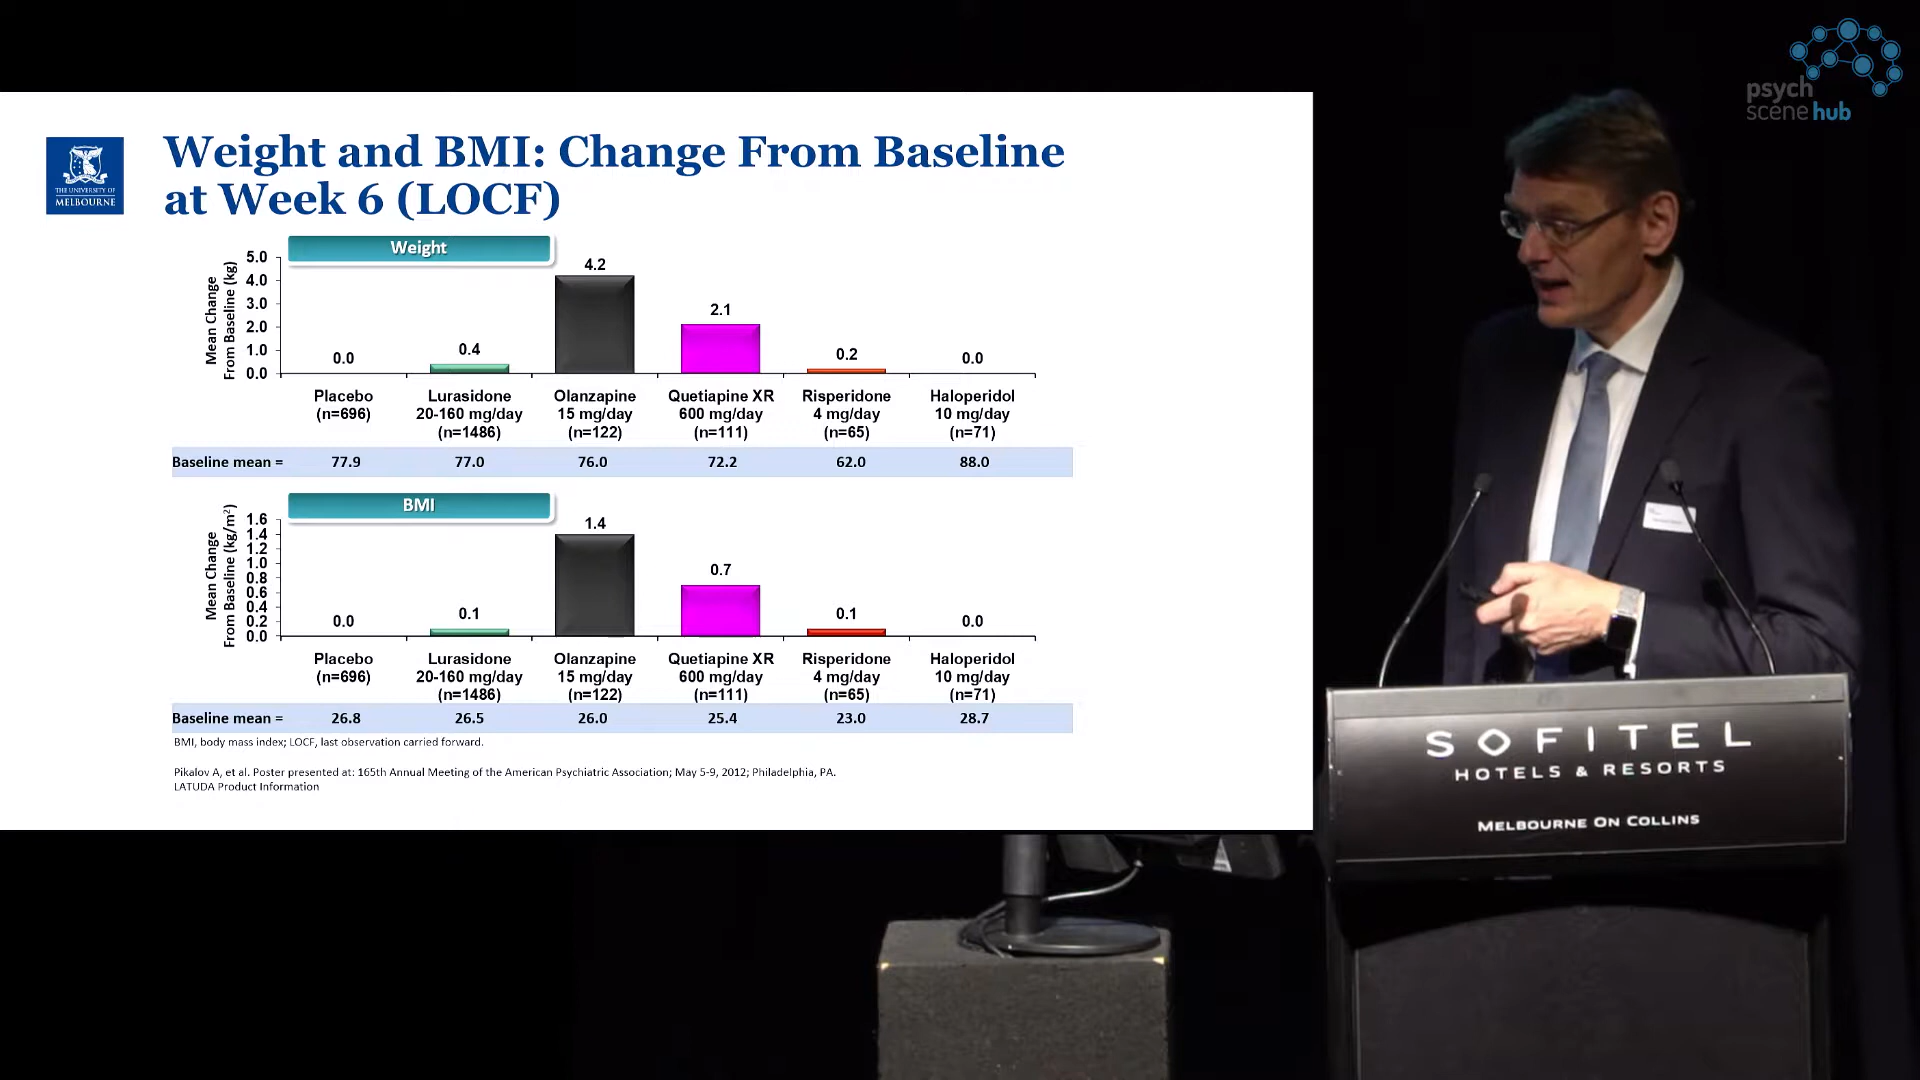 psych
scene hub
THE UNIVERSITY OF
MELBOURNE
Weight and BMI: Change From Baseline
at Week 6 (LOCF)
Weight
Mean Change
From Baseline (kg)
5.0
4.0
3.0
2.0
1.0
0.0
0.0
0.4
4.2
2.1
0.2
0.0
Placebo Lurasidone Olanzapine Quetiapine XR Risperidone Haloperidol
(n=696) 20-160 mg/day 15 mg/day 600 mg/day 4 mg/day 10 mg/day
(n=1486) (n=122) (n=111) (n=65) (n=71)
Baseline mean = 77.9 77.0 76.0 72.2 62.0 88.0
BMI
Mean Change
From Baseline (kg/m²)
1.6
1.4
1.2
1.0
0.8
0.6
0.4
0.2
0.0
0.0
0.1
1.4
0.7
0.1
0.0
Placebo Lurasidone Olanzapine Quetiapine XR Risperidone Haloperidol
(n=696) 20-160 mg/day 15 mg/day 600 mg/day 4 mg/day 10 mg/day
(n=1486) (n=122) (n=111) (n=65) (n=71)
Baseline mean = 26.8 26.5 26.0 25.4 23.0 28.7
BMI, body mass index; LOCF, last observation carried forward.
Pikalov A, et al. Poster presented at: 165th Annual Meeting of the American Psychiatric Association; May 5-9, 2012; Philadelphia, PA.
LATUDA Product Information
SOFITEL
HOTELS & RESORTS
MELBOURNE ON COLLINS